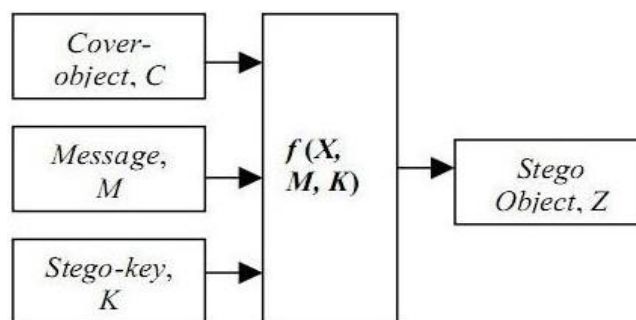 Cover-
object, C
Message,
M
Stego-key,
K
f (X,
M, K)
Stego
Object, Z